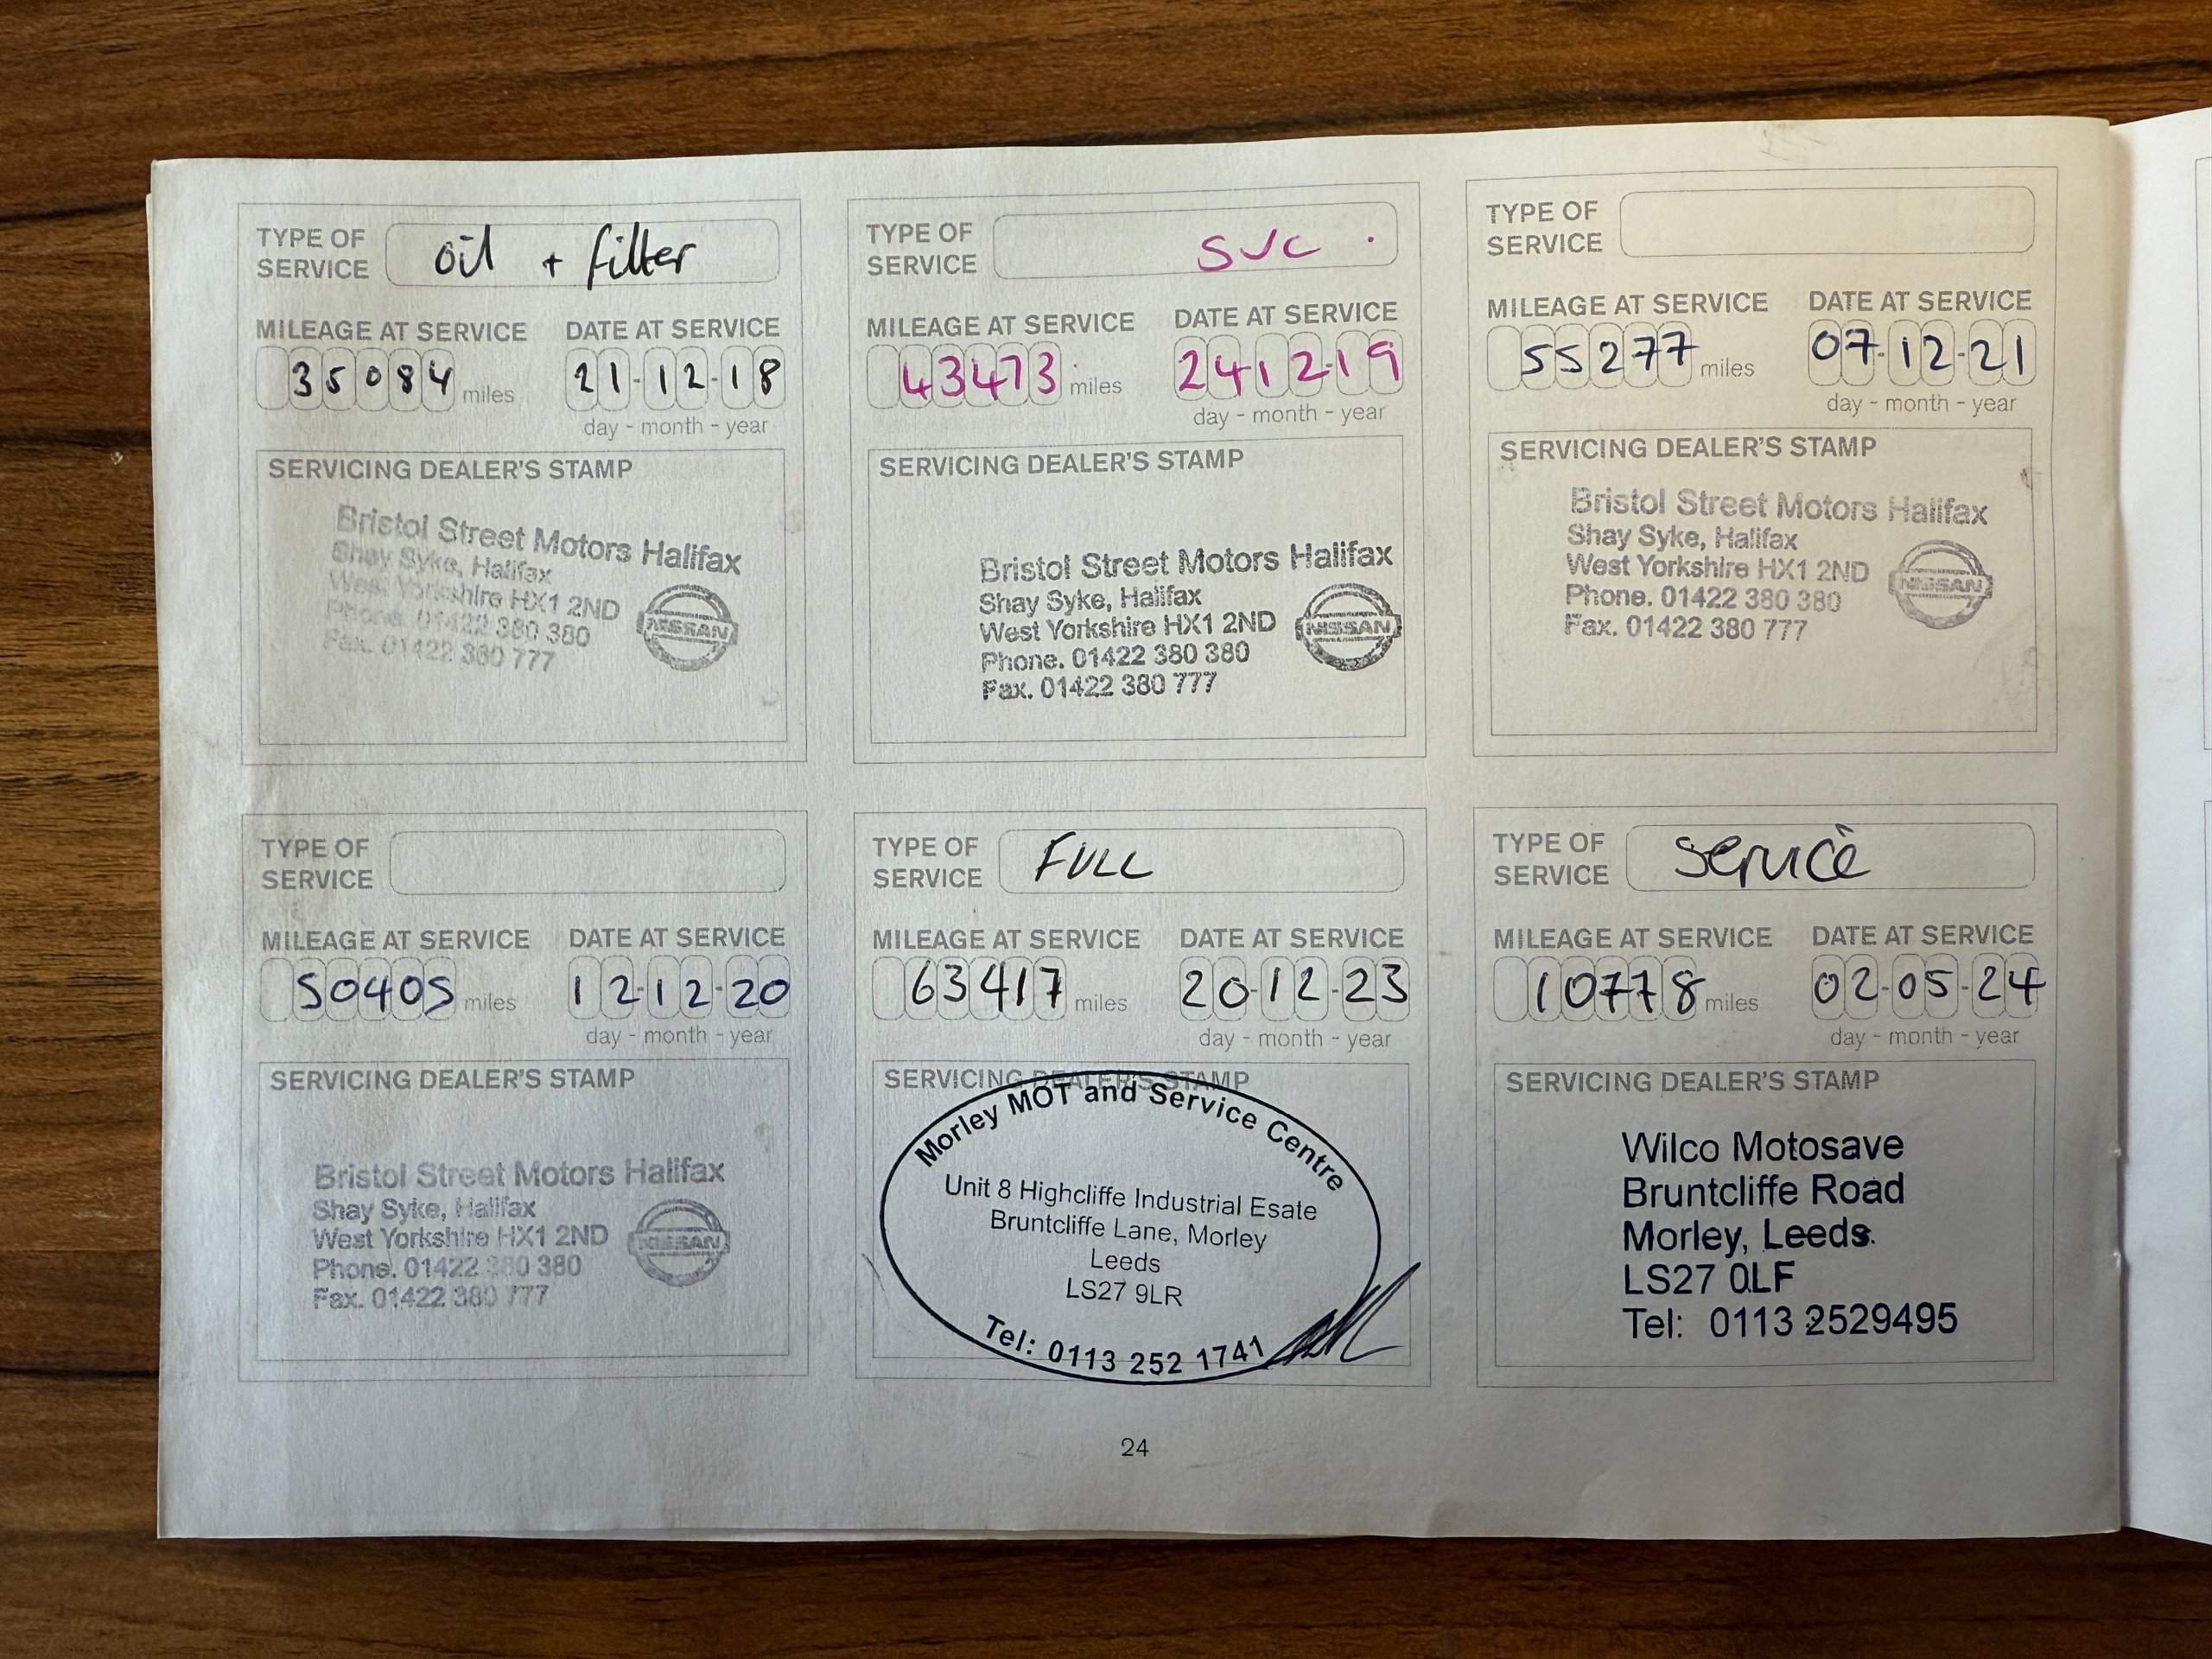 TYPE OF SERVICE oil + filter
MILEAGE AT SERVICE DATE AT SERVICE
35084 miles 21-12-18
day - month - year
SERVICING DEALER'S STAMP
Bristol Street Motors Halifax
Shay Syke, Halifax
West Yorkshire HX1 2ND
Phone. 01422 380 380
Fax. 01422 380 777
NISSAN
TYPE OF SERVICE SVC.
MILEAGE AT SERVICE DATE AT SERVICE
43473 miles 24 12-19
day - month - year
SERVICING DEALER'S STAMP
Bristol Street Motors Halifax
Shay Syke, Halifax
West Yorkshire HX1 2ND
Phone. 01422 380 380
Fax. 01422 380 777
NISSAN
TYPE OF SERVICE
MILEAGE AT SERVICE DATE AT SERVICE
55277 miles 07-12-21
day - month - year
SERVICING DEALER'S STAMP
Bristol Street Motors Halifax
Shay Syke, Halifax
West Yorkshire HX1 2ND
Phone. 01422 380 380
Fax. 01422 380 777
NISSAN
TYPE OF SERVICE
MILEAGE AT SERVICE DATE AT SERVICE
50405 miles 12-12-20
day - month - year
SERVICING DEALER'S STAMP
Bristol Street Motors Halifax
Shay Syke, Halifax
West Yorkshire HX1 2ND
Phone. 01422 380 380
Fax. 01422 380 777
NISSAN
TYPE OF SERVICE FULL
MILEAGE AT SERVICE DATE AT SERVICE
63417 miles 20-12-23
day - month - year
SERVICING DEALER'S STAMP
Morley MOT and Service Centre
Unit 8 Highcliffe Industrial Esate
Bruntcliffe Lane, Morley
Leeds
LS27 9LR
Tel: 0113 252 1741
TYPE OF SERVICE Service
MILEAGE AT SERVICE DATE AT SERVICE
10778 miles 02-05-24
day - month - year
SERVICING DEALER'S STAMP
Wilco Motosave
Bruntcliffe Road
Morley, Leeds.
LS27 0LF
Tel: 0113 2529495
24